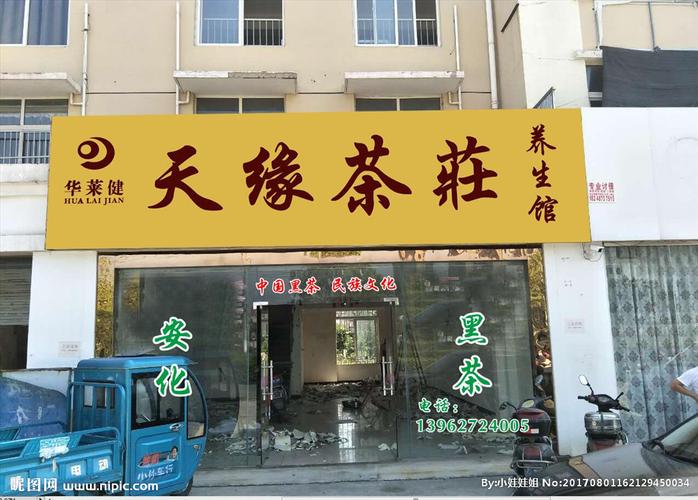 华莱健
HUA LAI JIAN
天缘茶莊
养生馆
中国黑茶 民族文化
安化
黑茶
电话:
13962724005
昵图网
www.nipic.com
By:小娃娃姐 No:20170801162129450034